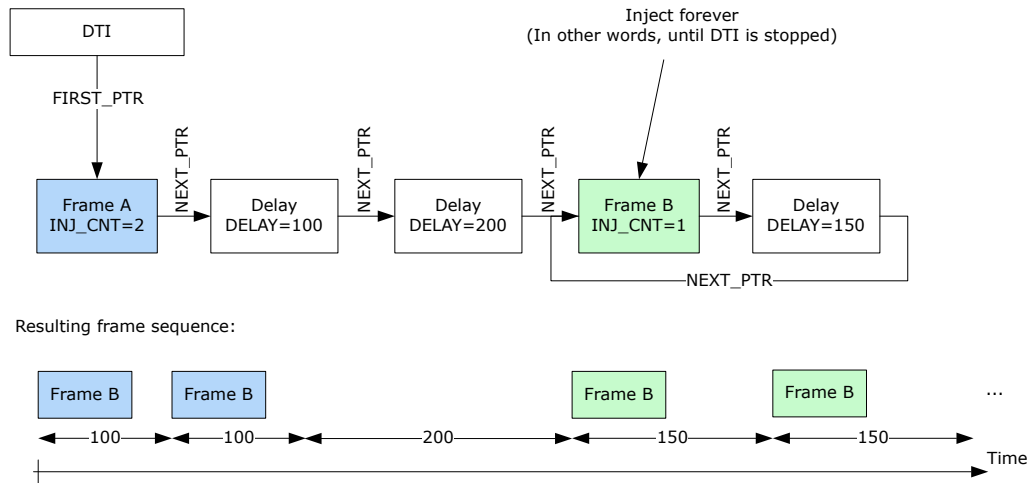 Inject forever
(In other words, until DTI is stopped)
DTI
FIRST_PTR
NEXT_PTR
NEXT_PTR
NEXT_PTR
NEXT_PTR
Frame A
INJ_CNT=2
Delay
DELAY=100
Delay
DELAY=200
Frame B
INJ_CNT=1
Delay
DELAY=150
NEXT_PTR
Resulting frame sequence:
Frame B
Frame B
Frame B
Frame B
...
100
100
200
150
150
Time